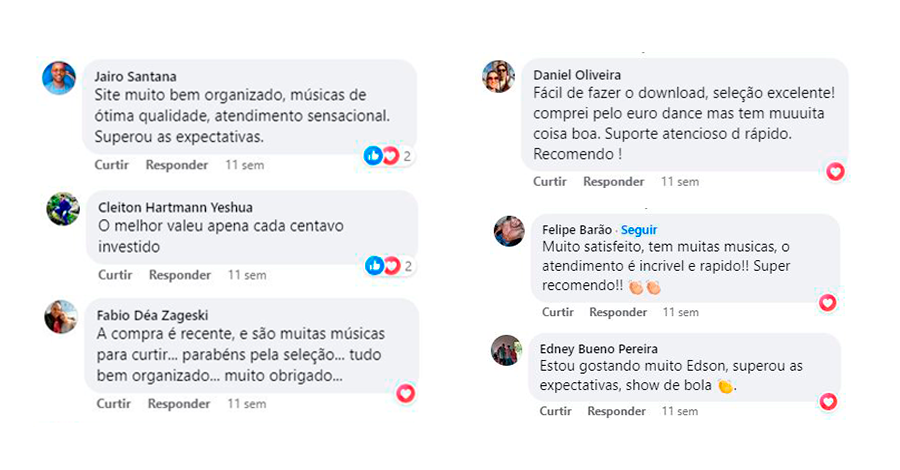 Jairo Santana
Site muito bem organizado, músicas de
ótima qualidade, atendimento sensacional.
Superou as expectativas.
Curtir Responder 11 sem
2
Cleiton Hartmann Yeshua
O melhor valeu apena cada centavo
investido
Curtir Responder 11 sem
2
Fabio Déa Zageski
A compra é recente, e são muitas músicas
para curtir... parabéns pela seleção... tudo
bem organizado... muito obrigado...
Curtir Responder 11 sem
Daniel Oliveira
Fácil de fazer o download, seleção excelente!
comprei pelo euro dance mas tem muuuita
coisa boa. Suporte atencioso d rápido.
Recomendo !
Curtir Responder 11 sem
Felipe Barão · Seguir
Muito satisfeito, tem muitas musicas, o
atendimento é incrivel e rapido!! Super
recomendo!! 👏👏
Curtir Responder 11 sem
Edney Bueno Pereira
Estou gostando muito Edson, superou as
expectativas, show de bola 👏.
Curtir Responder 11 sem